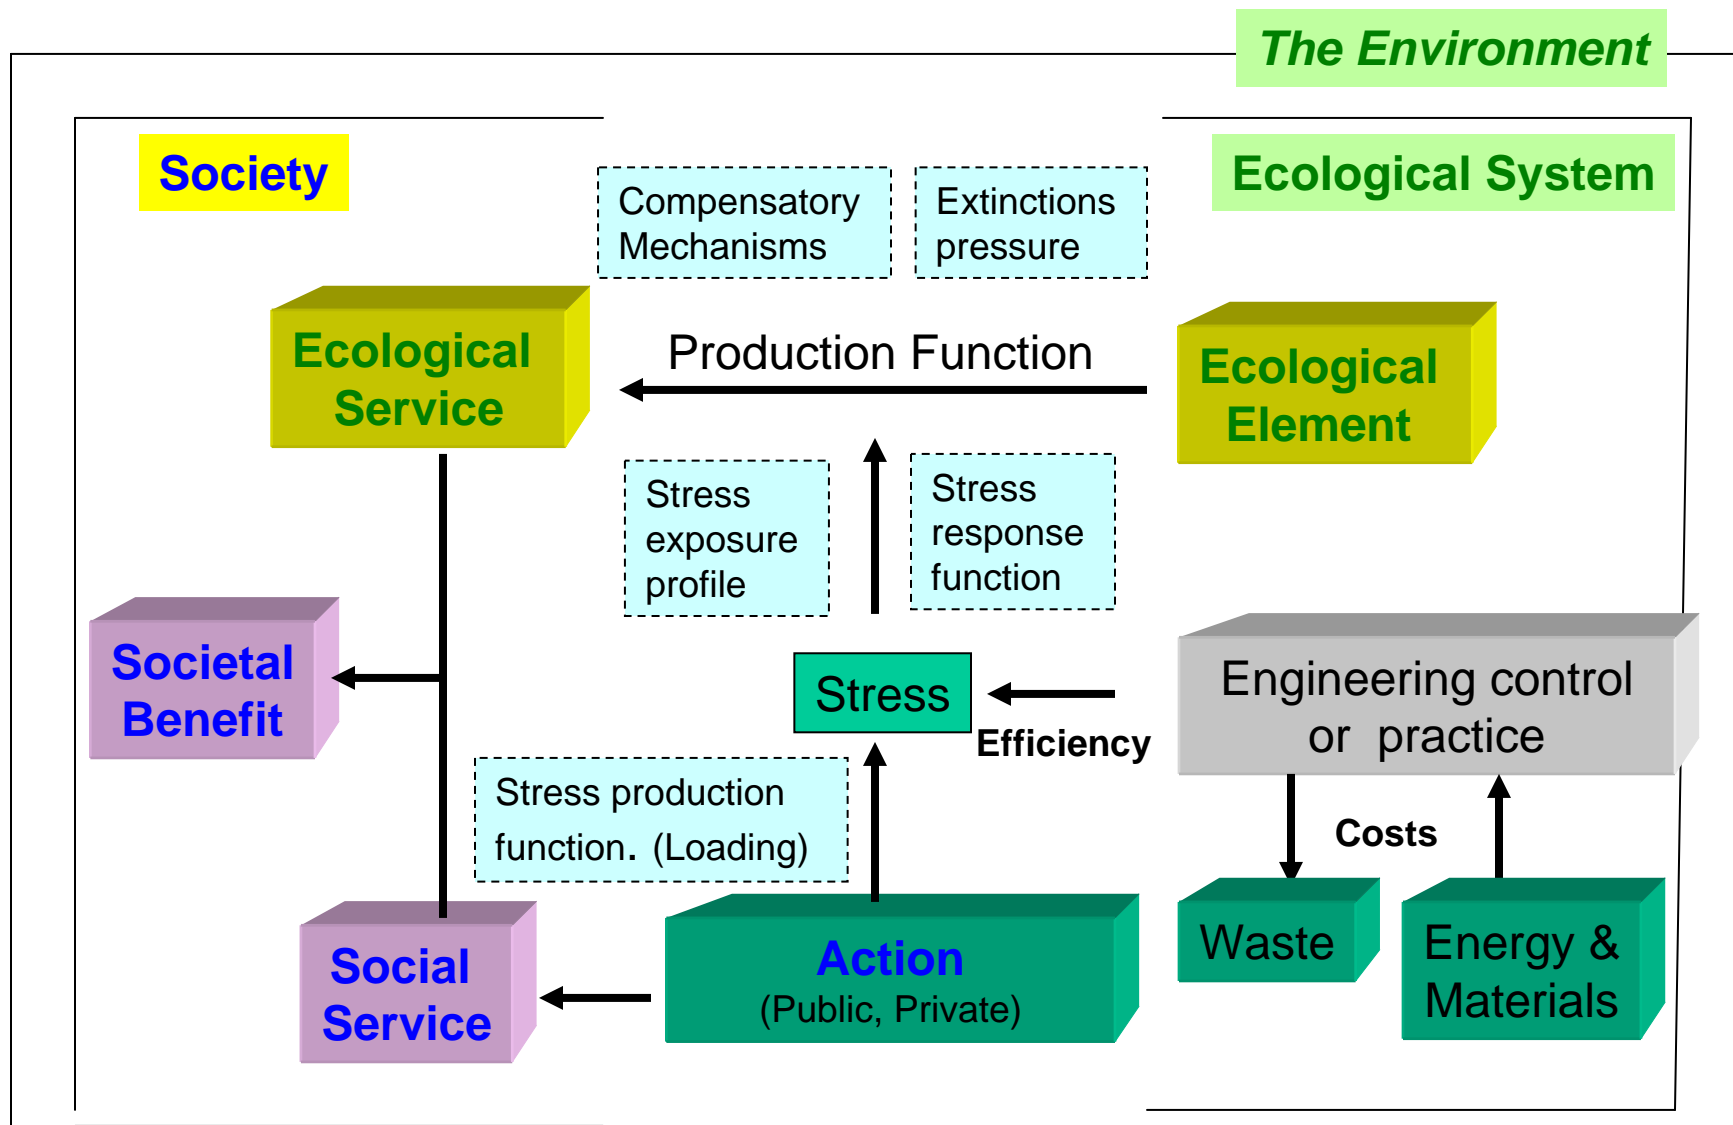 The Environment
Society
Ecological System
Compensatory
Mechanisms
Extinctions
pressure
Ecological
Service
Production Function
Ecological
Element
Stress
exposure
profile
Stress
response
function
Societal
Benefit
Stress
Efficiency
Engineering control
or practice
Stress production
function. (Loading)
Costs
Social
Service
Action
(Public, Private)
Waste
Energy &
Materials